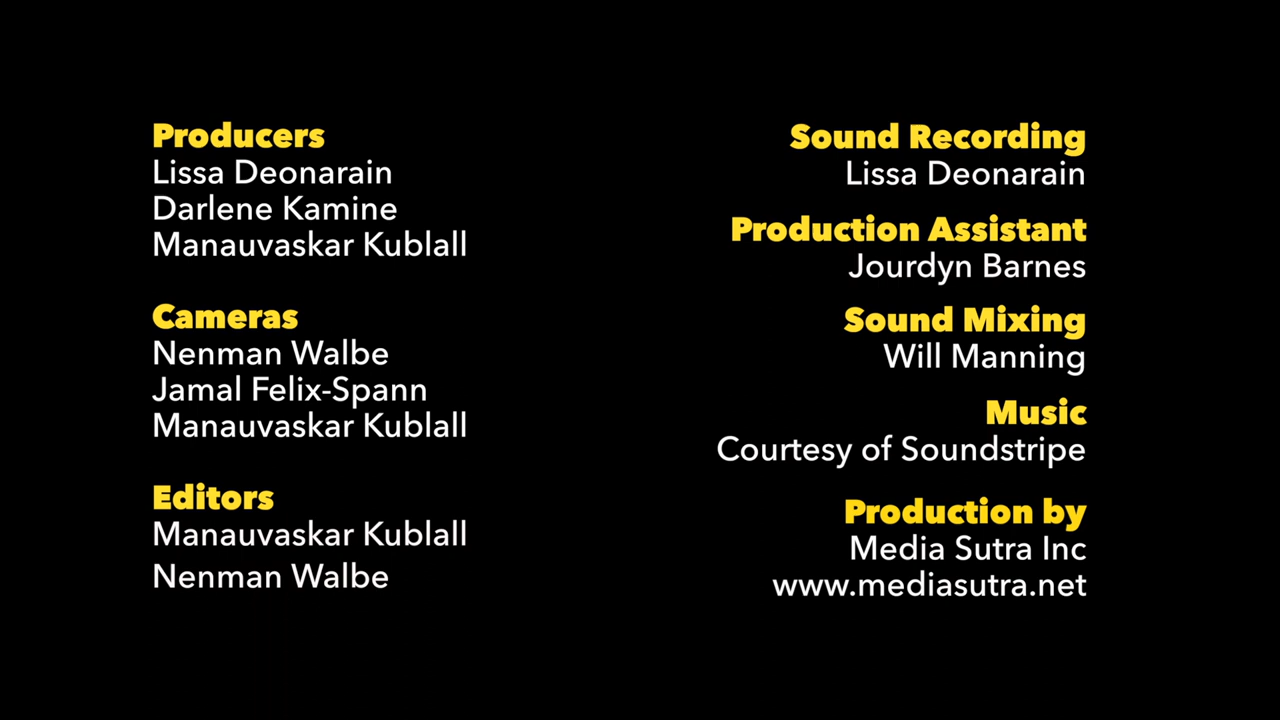 Producers
Lissa Deonarain
Darlene Kamine
Manauvaskar Kublall
Cameras
Nenman Walbe
Jamal Felix-Spann
Manauvaskar Kublall
Editors
Manauvaskar Kublall
Nenman Walbe
Sound Recording
Lissa Deonarain
Production Assistant
Jourdyn Barnes
Sound Mixing
Will Manning
Music
Courtesy of Soundstripe
Production by
Media Sutra Inc
www.mediasutra.net